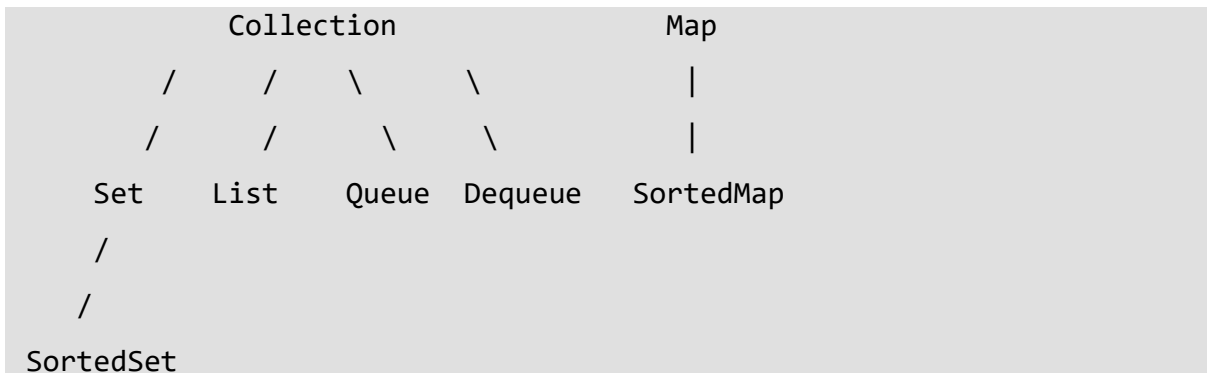 Collection Map
/ / \ \ |
/ / \ \ |
Set List Queue Dequeue SortedMap
/
/
SortedSet